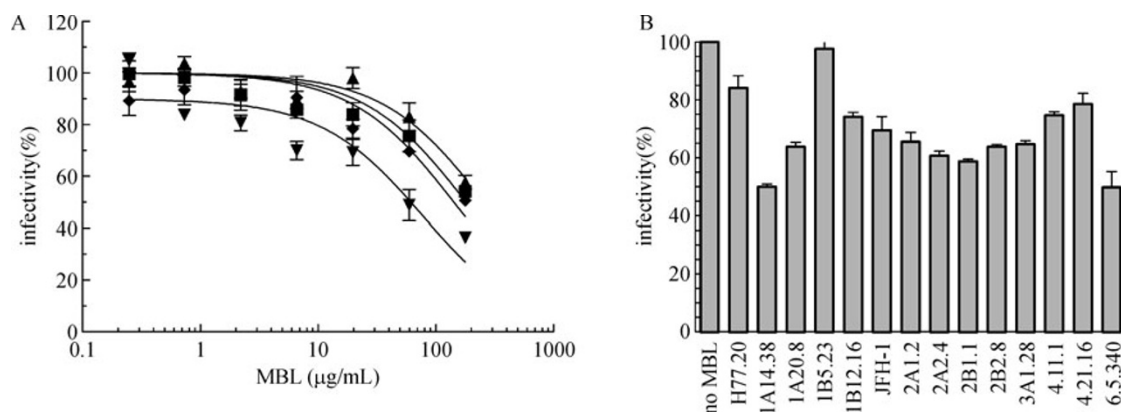 A
120
100
80
60
40
20
0
infectivity(%)
0.1
1
10
100
1000
MBL (μg/mL)
B
100
80
60
40
20
0
infectivity(%)
no MBL
H77.20
1A14.38
1A20.8
1B5.23
1B12.16
JFH-1
2A1.2
2A2.4
2B1.1
2B2.8
3A1.28
4.11.1
4.21.16
6.5.340